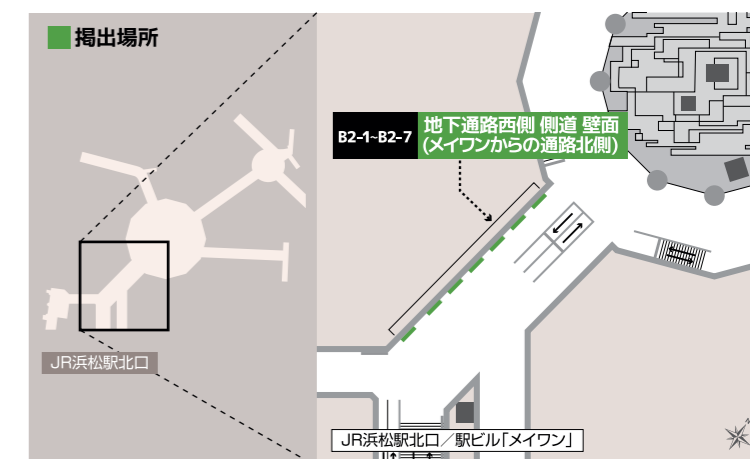 掲出場所
B2-1~B2-7
地下通路西側 側道 壁面
(メイワンからの通路北側)
JR浜松駅北口
JR浜松駅北口／駅ビル「メイワン」
N